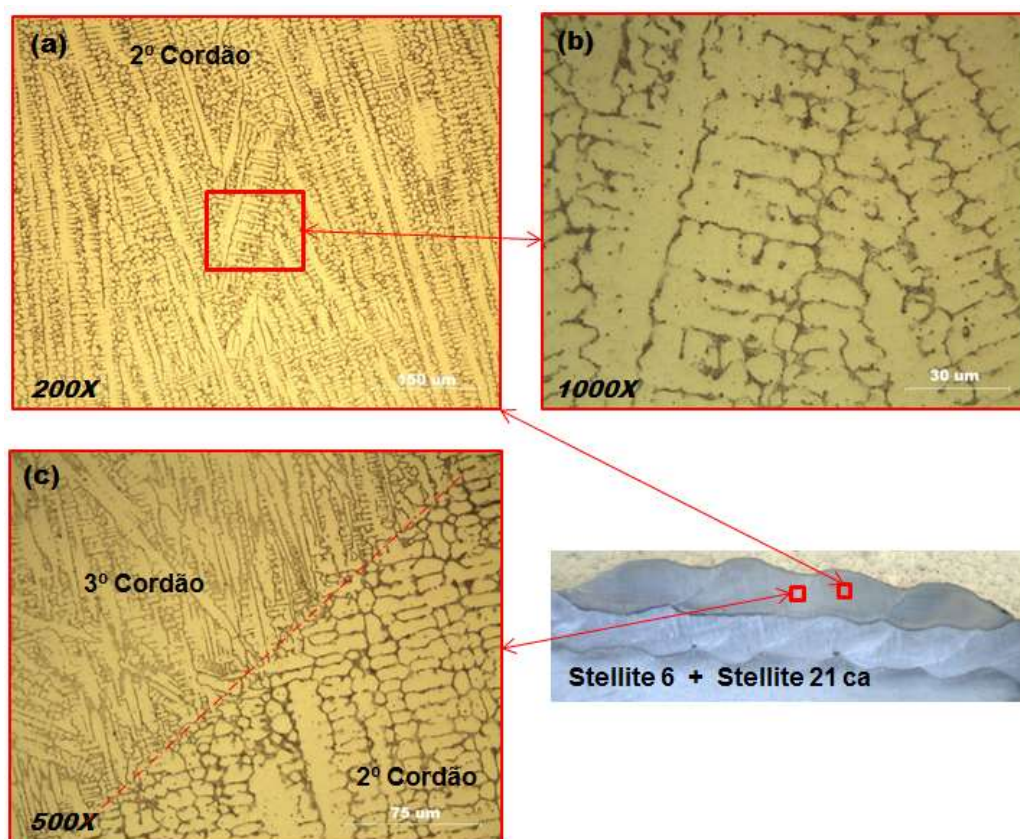 (a)
2º Cordão
200X
150 um
(b)
1000X
30 um
(c)
3º Cordão
2º Cordão
500X
75 um
Stellite 6 + Stellite 21 ca